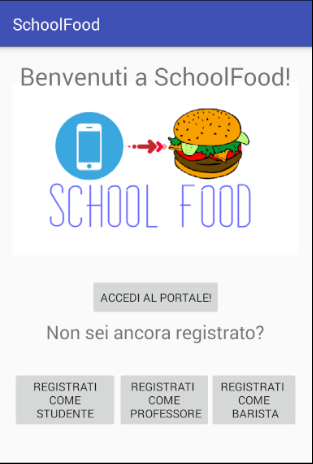 SchoolFood
Benvenuti a SchoolFood!
SCHOOL FOOD
ACCEDI AL PORTALE!
Non sei ancora registrato?
REGISTRATI
COME
STUDENTE
REGISTRATI
COME
PROFESSORE
REGISTRATI
COME
BARISTA